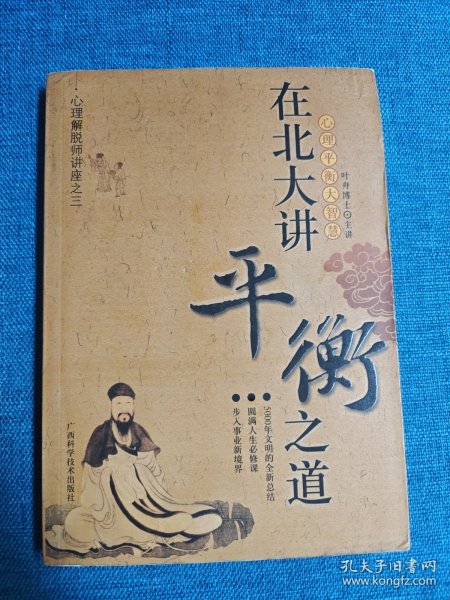 在北大讲
平衡之道
心理平衡大智慧
叶舟博士⊙主讲
·心理解脱师讲座之三
●5000年文明的全新总结
●圆满人生必修课
●步入事业新境界
广西科学技术出版社
孔夫子旧书网
www.kongfz.com